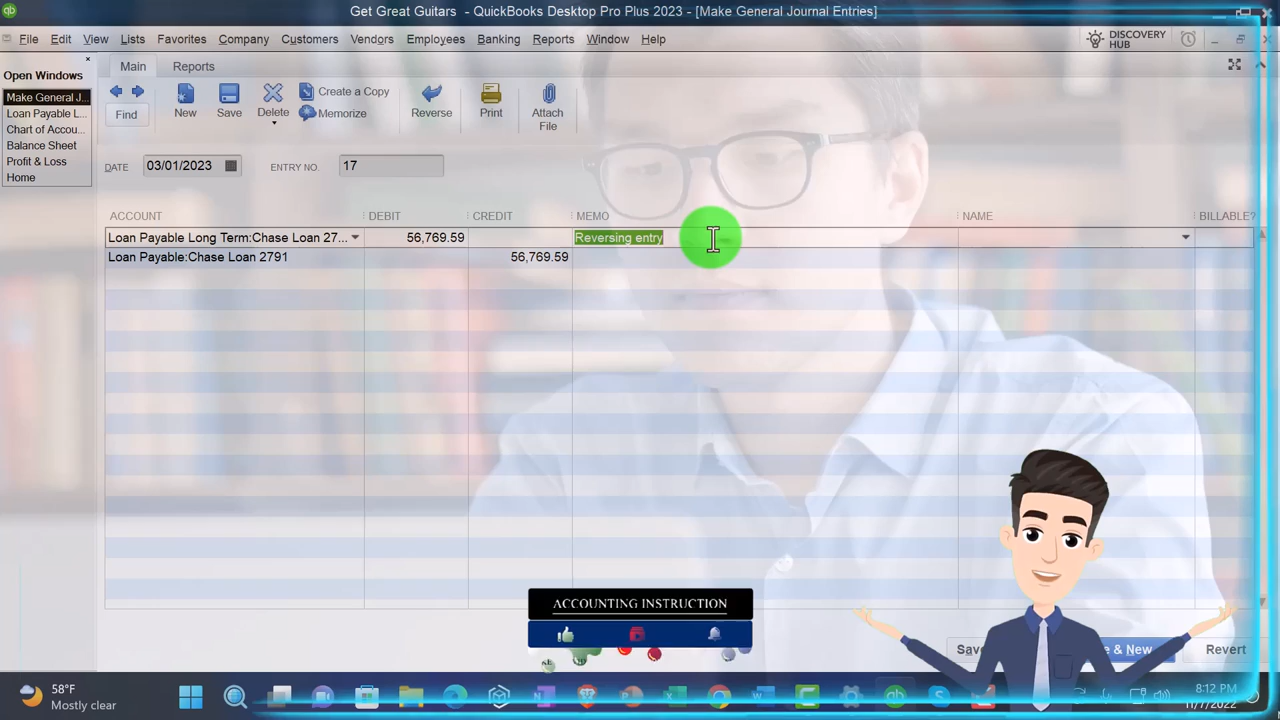 Get Great Guitars - QuickBooks Desktop Pro Plus 2023 - [Make General Journal Entries]
File Edit View Lists Favorites Company Customers Vendors Employees Banking Reports Window Help
DISCOVERY HUB
Open Windows
Make General J...
Loan Payable L...
Chart of Accou...
Balance Sheet
Profit & Loss
Home
Main Reports
Find
New
Save
Delete
Create a Copy
Memorize
Reverse
Print
Attach File
DATE 03/01/2023 ENTRY NO. 17
ACCOUNT DEBIT CREDIT MEMO NAME BILLABLE?
Loan Payable Long Term:Chase Loan 27... 56,769.59 Reversing entry
Loan Payable:Chase Loan 2791 56,769.59
ACCOUNTING INSTRUCTION
& New
Revert
58°F
Mostly clear
8:12 PM
11/7/2022